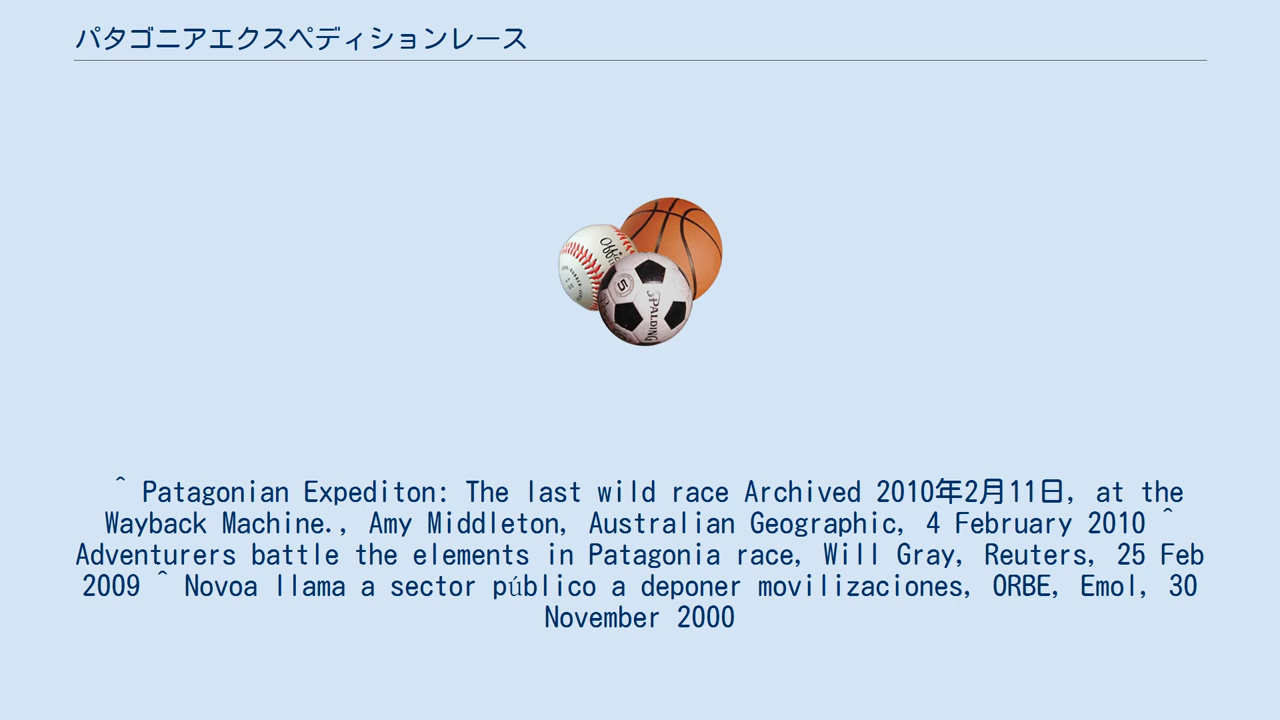 パタゴニアエクスペディションレース
Offici
5
SPALDING
^ Patagonian Expediton: The last wild race Archived 2010年2月11日, at the
Wayback Machine., Amy Middleton, Australian Geographic, 4 February 2010 ^
Adventurers battle the elements in Patagonia race, Will Gray, Reuters, 25 Feb
2009 ^ Novoa llama a sector público a deponer movilizaciones, ORBE, Emol, 30
November 2000